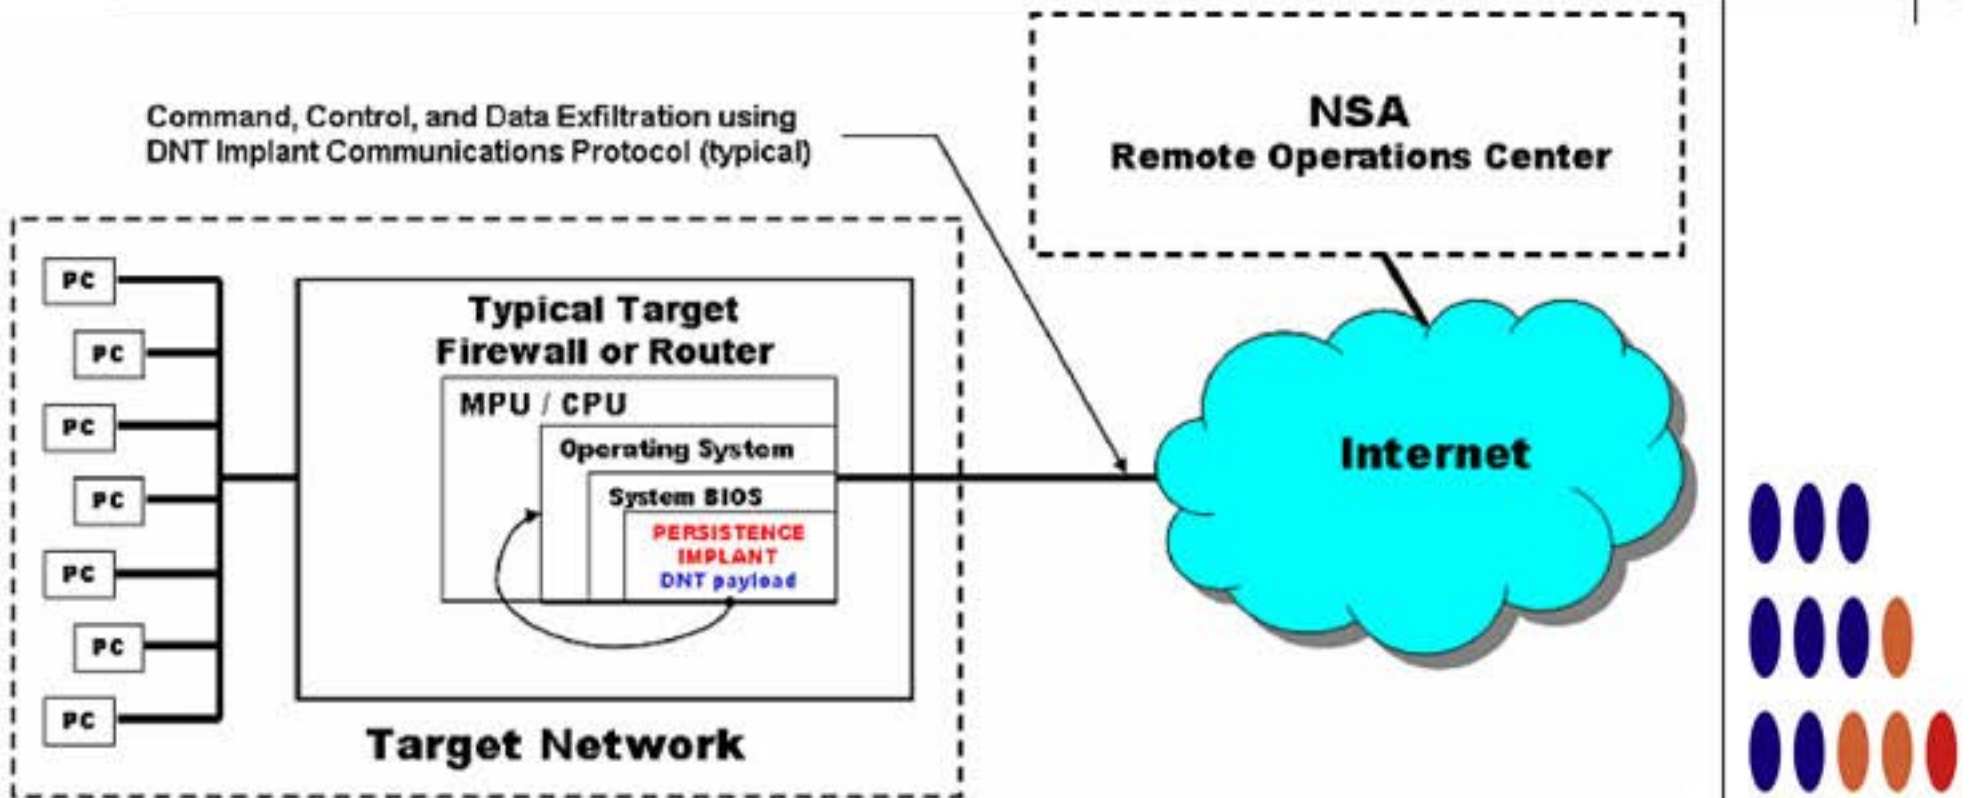 Command, Control, and Data Exfiltration using
DNT Implant Communications Protocol (typical)
NSA
Remote Operations Center
PC
PC
PC
PC
PC
PC
PC
Typical Target
Firewall or Router
MPU / CPU
Operating System
System BIOS
PERSISTENCE
IMPLANT
DNT payload
Internet
Target Network